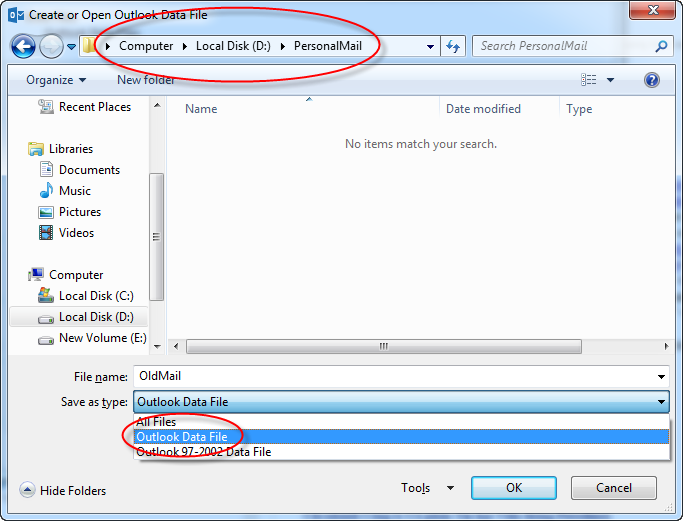 Create or Open Outlook Data File
Computer Local Disk (D:) PersonalMail
Search PersonalMail
Organize New folder
Recent Places
Libraries
Documents
Music
Pictures
Videos
Computer
Local Disk (C:)
Local Disk (D:)
New Volume (E:)
Name Date modified Type
No items match your search.
File name: OldMail
Save as type: Outlook Data File
All Files
Outlook Data File
Outlook 97-2002 Data File
Hide Folders
Tools OK Cancel